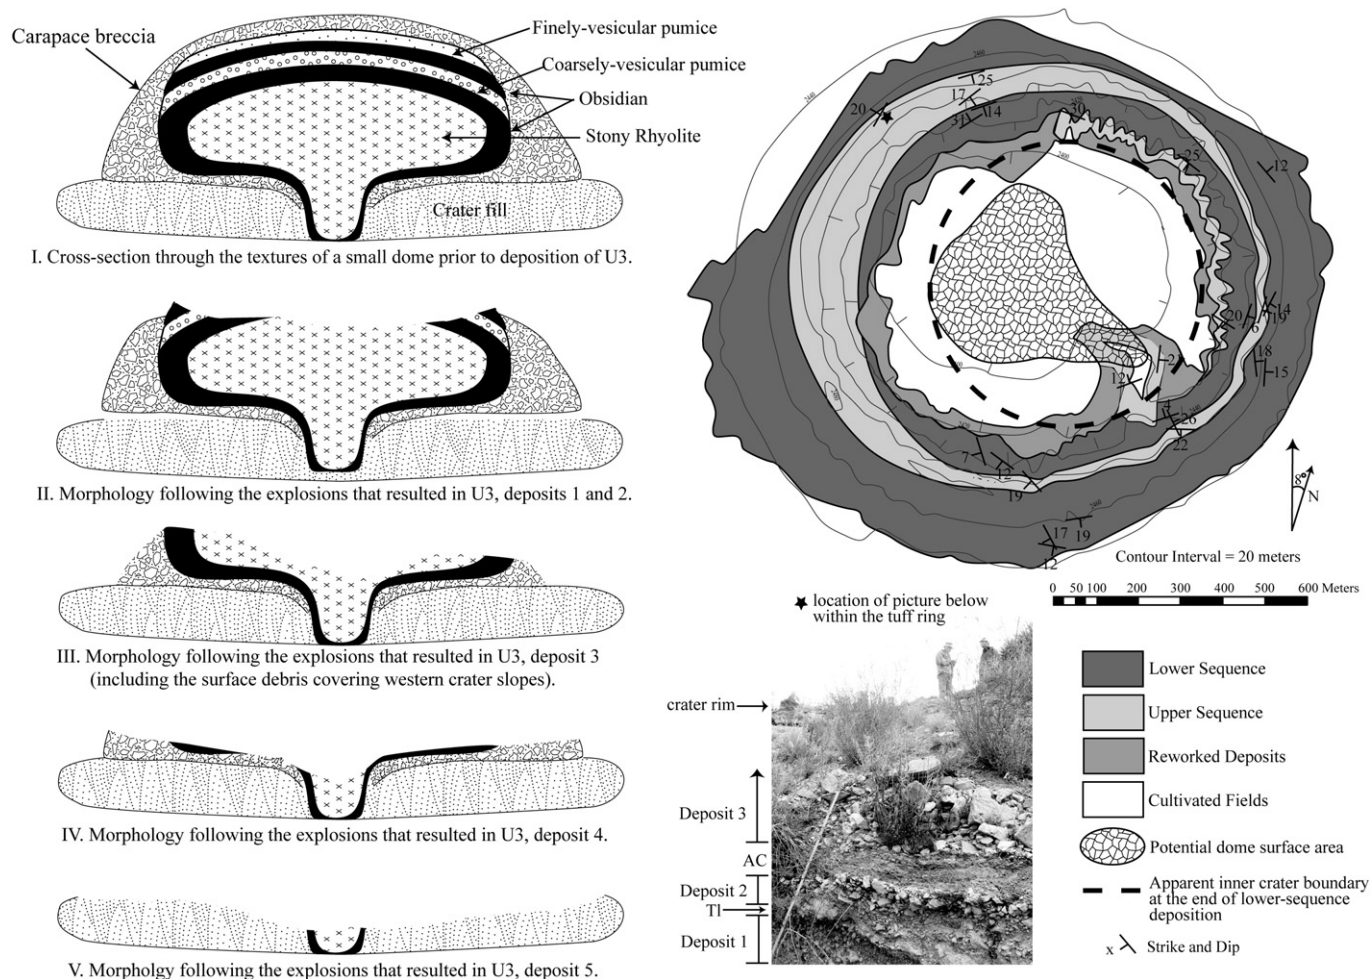 Carapace breccia
Finely-vesicular pumice
Coarsely-vesicular pumice
Obsidian
Stony Rhyolite
Crater fill
I. Cross-section through the textures of a small dome prior to deposition of U3.
II. Morphology following the explosions that resulted in U3, deposits 1 and 2.
III. Morphology following the explosions that resulted in U3, deposit 3
(including the surface debris covering western crater slopes).
IV. Morphology following the explosions that resulted in U3, deposit 4.
V. Morpholgy following the explosions that resulted in U3, deposit 5.
20
17
25
14
30
25
12
14
19
20
6
18
15
12
26
22
7
12
19
17
19
12
2460
2400
8°
N
Contour Interval = 20 meters
0 50 100 200 300 400 500 600 Meters
location of picture below
within the tuff ring
crater rim
Deposit 3
AC
Deposit 2
Tl
Deposit 1
Lower Sequence
Upper Sequence
Reworked Deposits
Cultivated Fields
Potential dome surface area
Apparent inner crater boundary
at the end of lower-sequence
deposition
x Strike and Dip